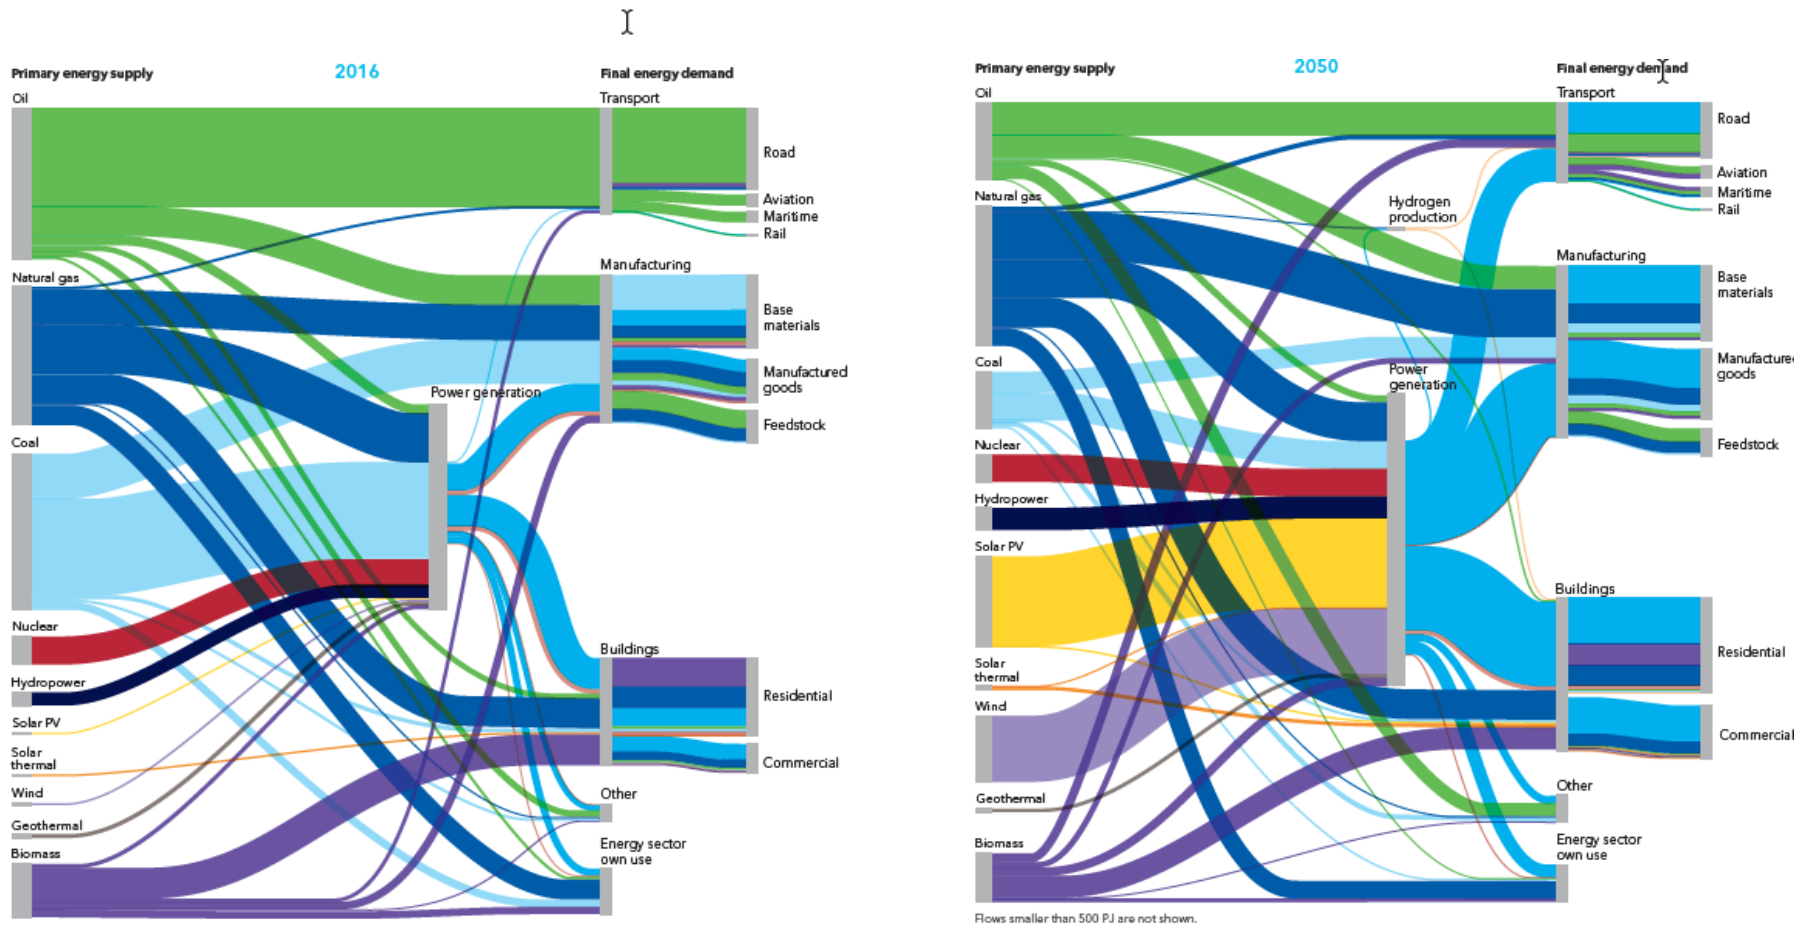 2016
Primary energy supply
Final energy demand
Oil
Transport
Road
Aviation
Maritime
Rail
Natural gas
Manufacturing
Base
materials
Manufactured
goods
Power generation
Feedstock
Coal
Nuclear
Buildings
Hydropower
Residential
Solar PV
Solar
thermal
Commercial
Wind
Other
Geothermal
Energy sector
own use
Biomass
2050
Primary energy supply
Final energy demand
Oil
Transport
Road
Aviation
Maritime
Rail
Natural gas
Hydrogen
production
Manufacturing
Base
materials
Coal
Manufacture
goods
Power
generation
Nuclear
Feedstock
Hydropower
Solar PV
Buildings
Solar
thermal
Residential
Wind
Commercial
Other
Geothermal
Energy sector
own use
Biomass
Flows smaller than 500 PJ are not shown.